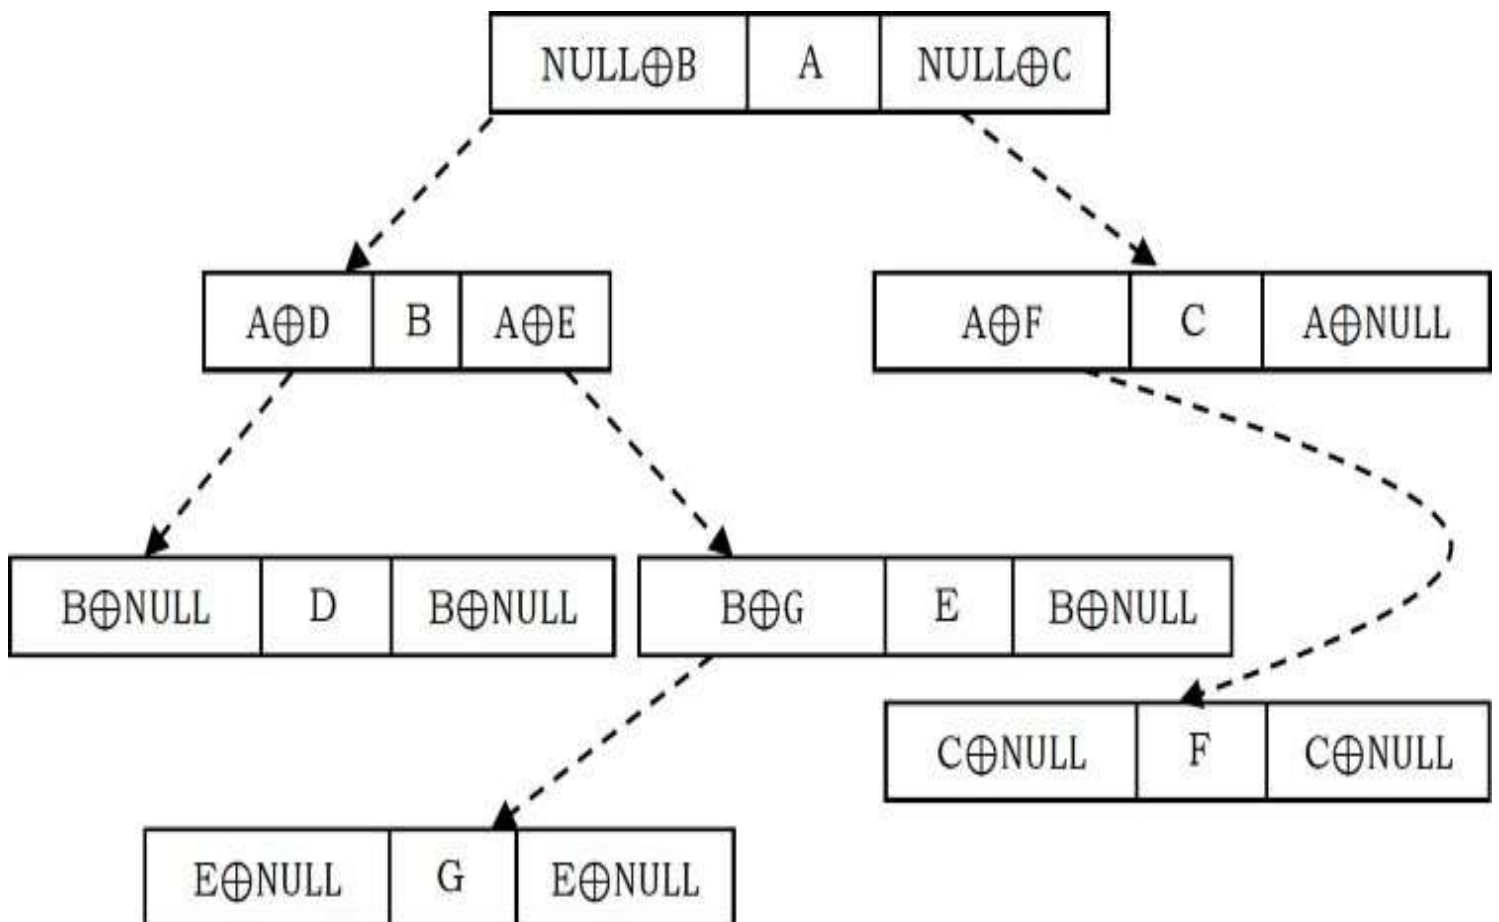 NULL⊕B A NULL⊕C
A⊕D B A⊕E A⊕F C A⊕NULL
B⊕NULL D B⊕NULL B⊕G E B⊕NULL
C⊕NULL F C⊕NULL
E⊕NULL G E⊕NULL